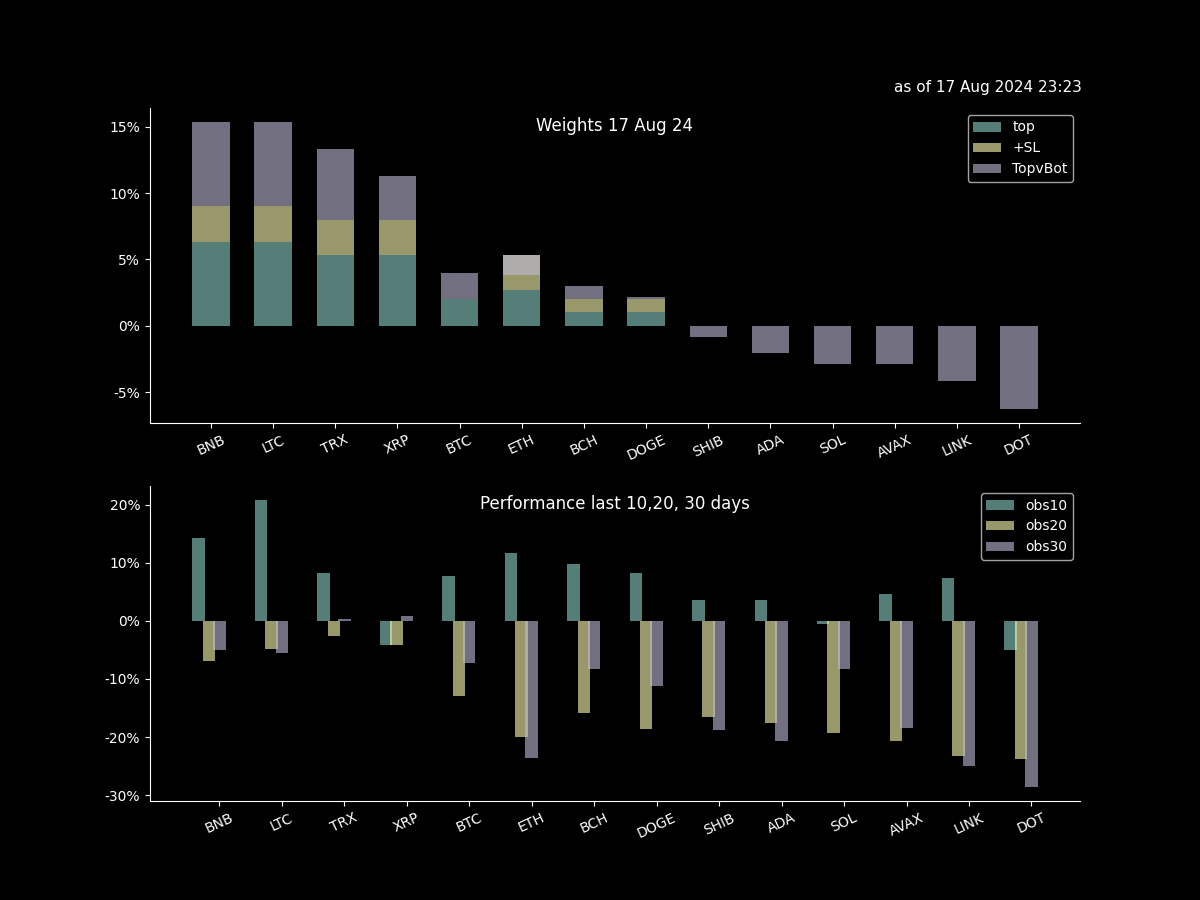 as of 17 Aug 2024 23:23
Weights 17 Aug 24
top
+SL
TopvBot
15%
10%
5%
0%
-5%
BNB LTC TRX XRP BTC ETH BCH DOGE SHIB ADA SOL AVAX LINK DOT
Performance last 10,20, 30 days
obs10
obs20
obs30
20%
10%
0%
-10%
-20%
-30%
BNB LTC TRX XRP BTC ETH BCH DOGE SHIB ADA SOL AVAX LINK DOT